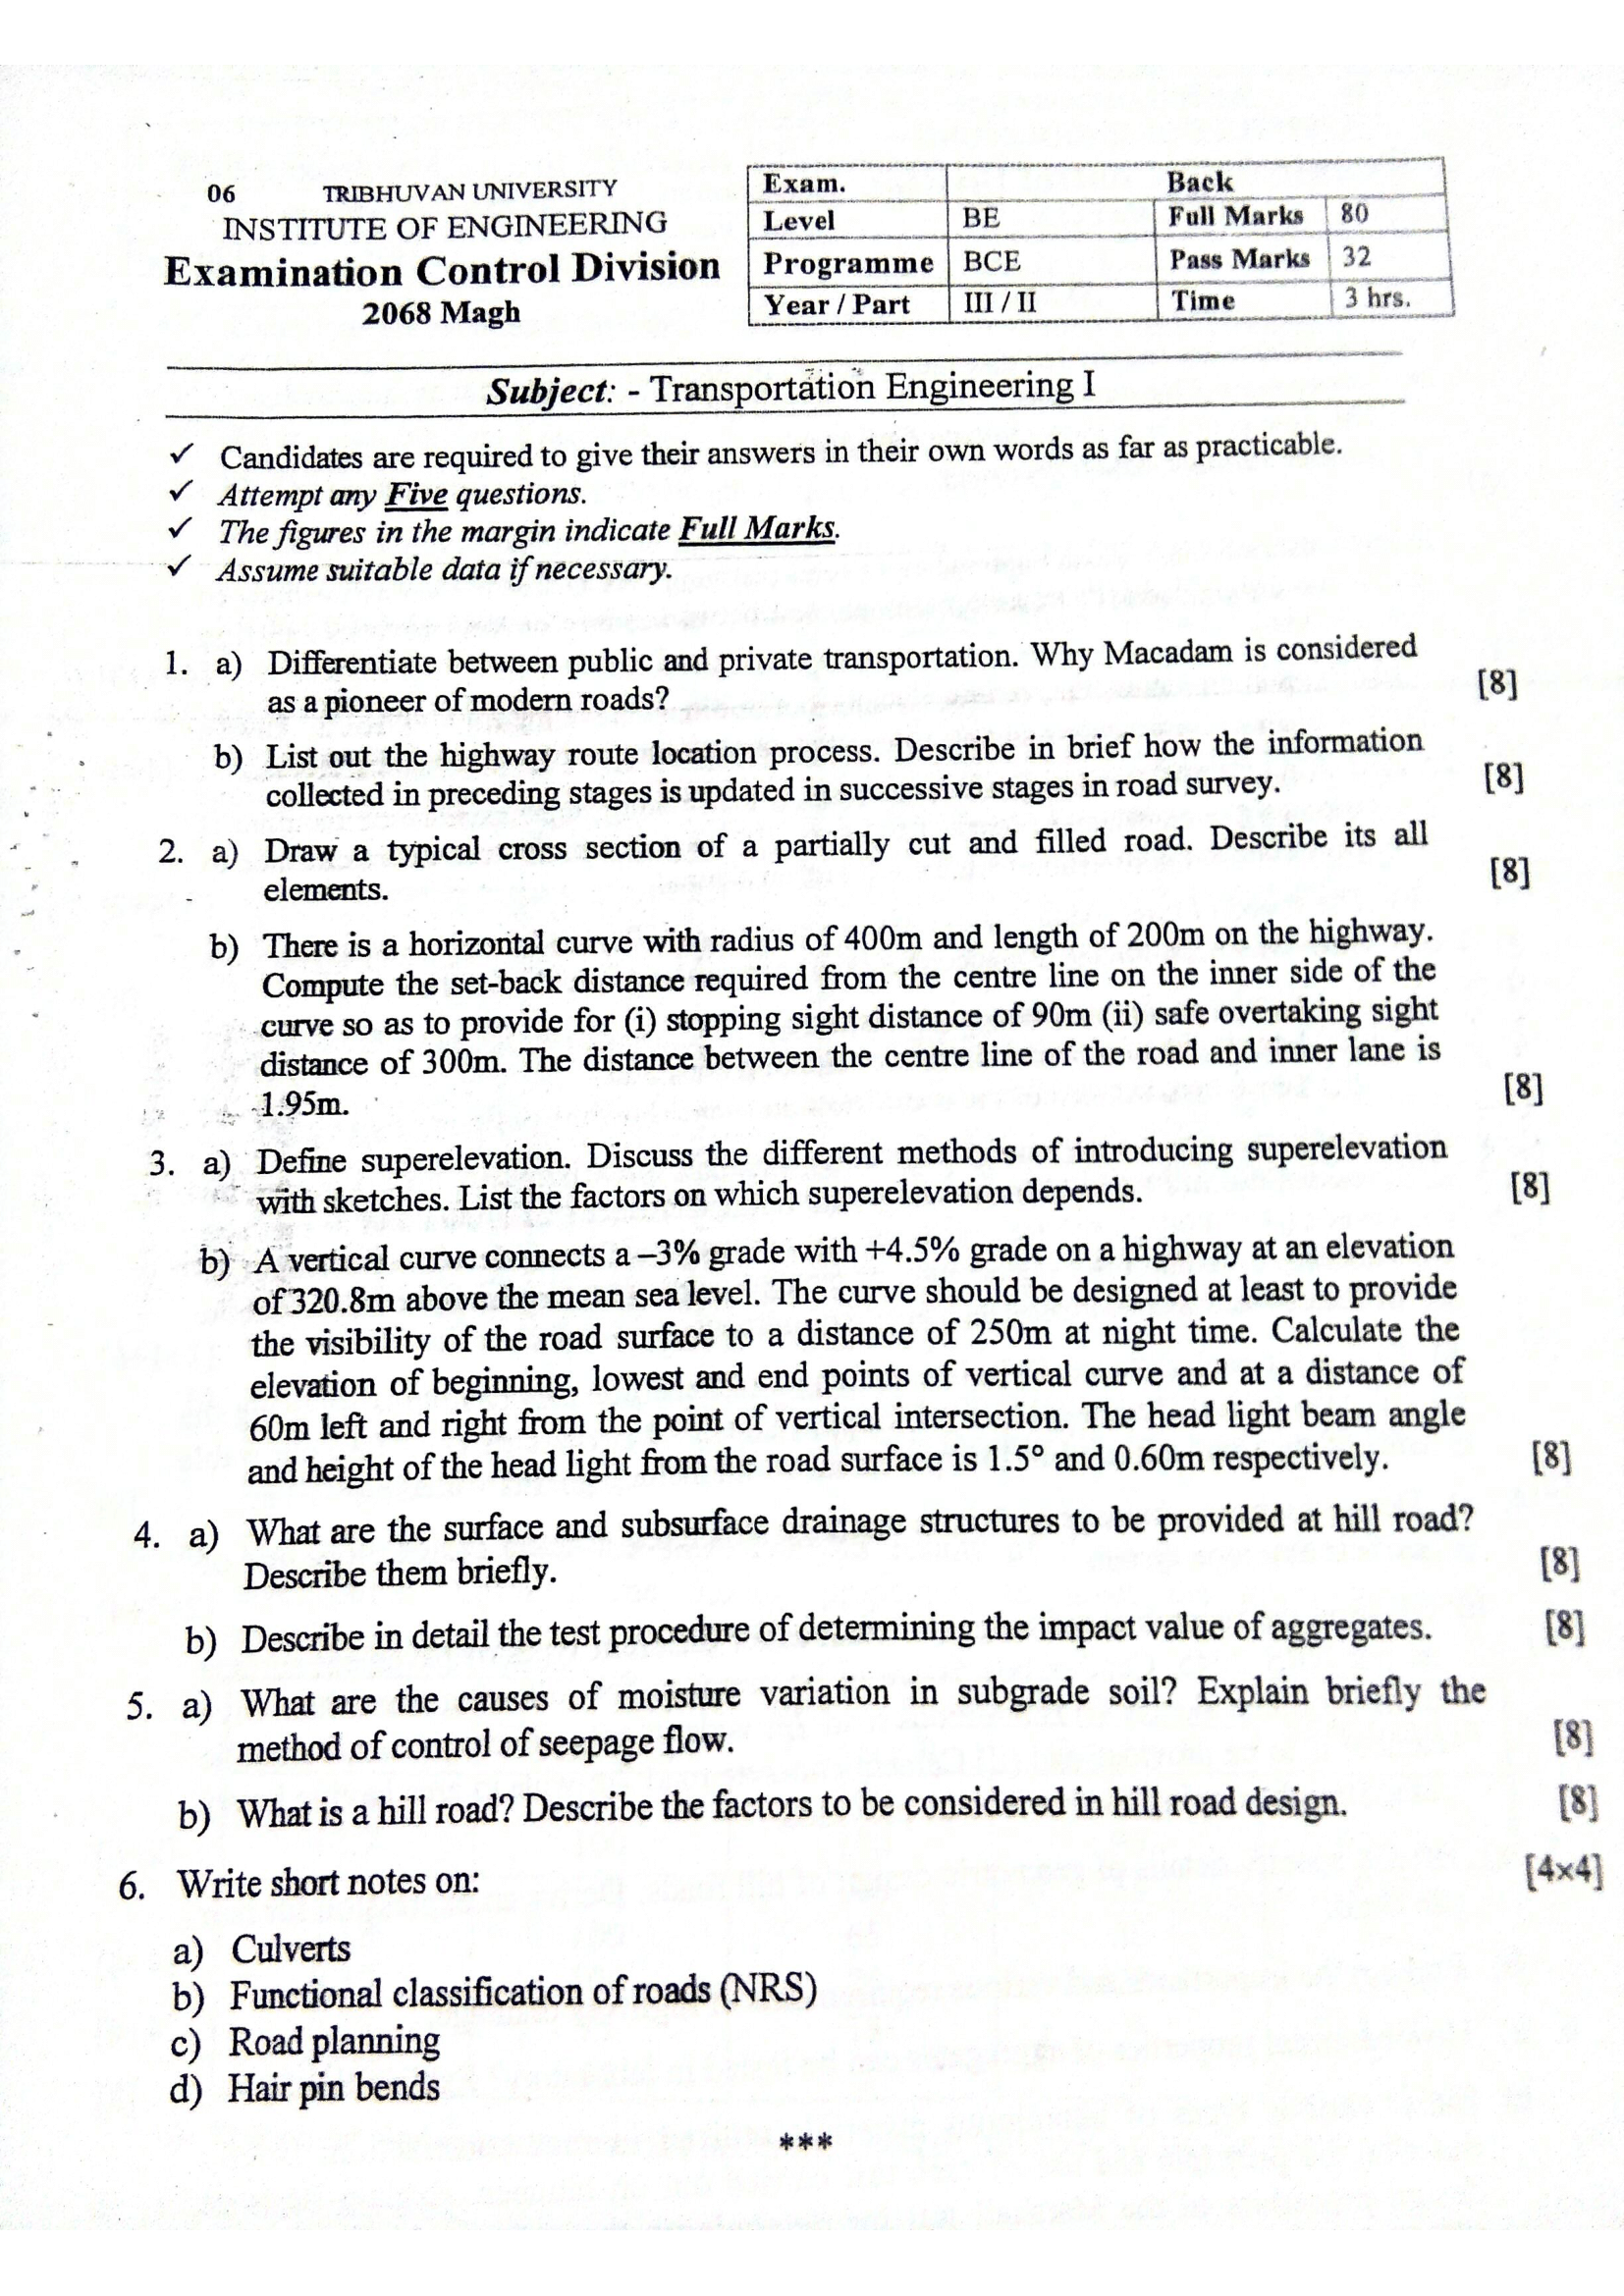 06 TRIBHUVAN UNIVERSITY
INSTITUTE OF ENGINEERING
Examination Control Division
2068 Magh
Exam. Back
Level BE Full Marks 80
Programme BCE Pass Marks 32
Year / Part III / II Time 3 hrs.
Subject: - Transportation Engineering I
✓ Candidates are required to give their answers in their own words as far as practicable.
✓ Attempt any Five questions.
✓ The figures in the margin indicate Full Marks.
✓ Assume suitable data if necessary.
1. a) Differentiate between public and private transportation. Why Macadam is considered
as a pioneer of modern roads? [8]
b) List out the highway route location process. Describe in brief how the information
collected in preceding stages is updated in successive stages in road survey. [8]
2. a) Draw a typical cross section of a partially cut and filled road. Describe its all
elements. [8]
b) There is a horizontal curve with radius of 400m and length of 200m on the highway.
Compute the set-back distance required from the centre line on the inner side of the
curve so as to provide for (i) stopping sight distance of 90m (ii) safe overtaking sight
distance of 300m. The distance between the centre line of the road and inner lane is
1.95m. [8]
3. a) Define superelevation. Discuss the different methods of introducing superelevation
with sketches. List the factors on which superelevation depends. [8]
b) A vertical curve connects a –3% grade with +4.5% grade on a highway at an elevation
of 320.8m above the mean sea level. The curve should be designed at least to provide
the visibility of the road surface to a distance of 250m at night time. Calculate the
elevation of beginning, lowest and end points of vertical curve and at a distance of
60m left and right from the point of vertical intersection. The head light beam angle
and height of the head light from the road surface is 1.5° and 0.60m respectively. [8]
4. a) What are the surface and subsurface drainage structures to be provided at hill road?
Describe them briefly. [8]
b) Describe in detail the test procedure of determining the impact value of aggregates. [8]
5. a) What are the causes of moisture variation in subgrade soil? Explain briefly the
method of control of seepage flow. [8]
b) What is a hill road? Describe the factors to be considered in hill road design. [8]
6. Write short notes on: [4×4]
a) Culverts
b) Functional classification of roads (NRS)
c) Road planning
d) Hair pin bends
***